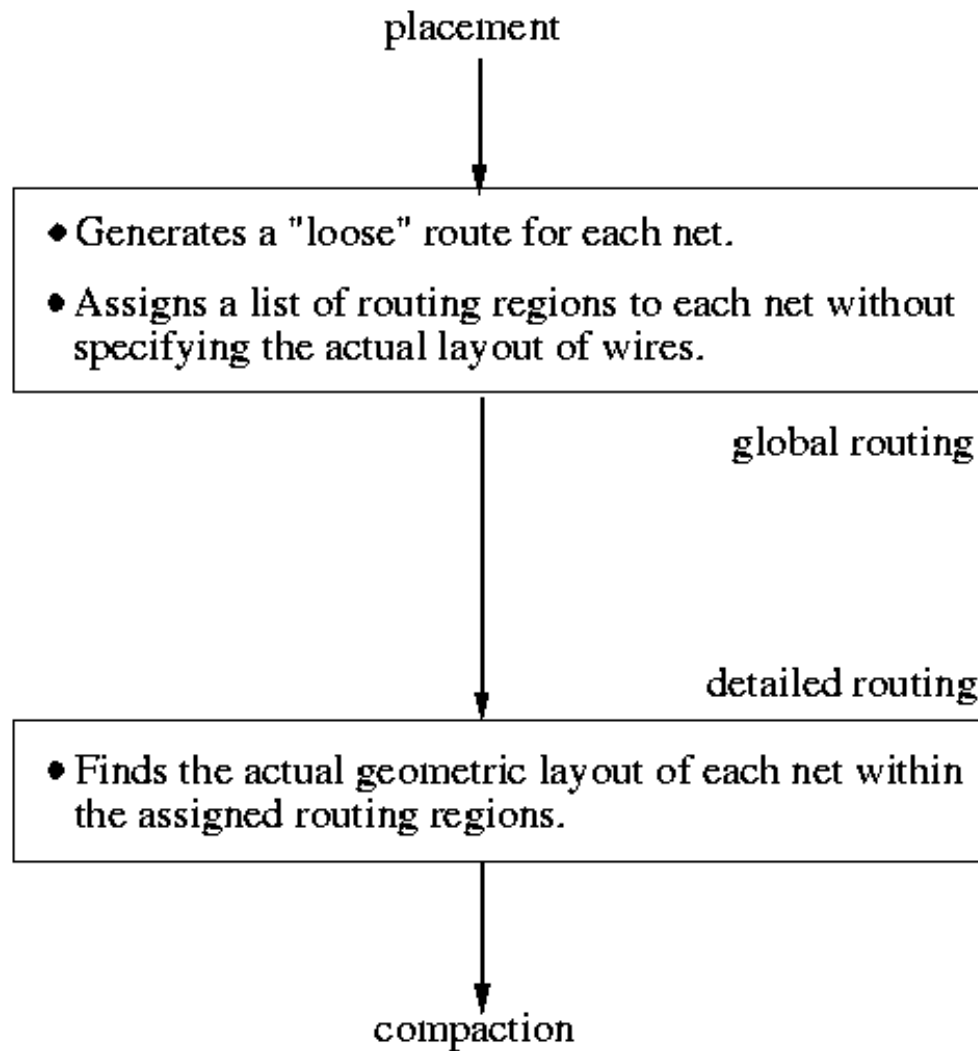 placement
• Generates a "loose" route for each net.
• Assigns a list of routing regions to each net without
specifying the actual layout of wires.
global routing
detailed routing
• Finds the actual geometric layout of each net within
the assigned routing regions.
compaction